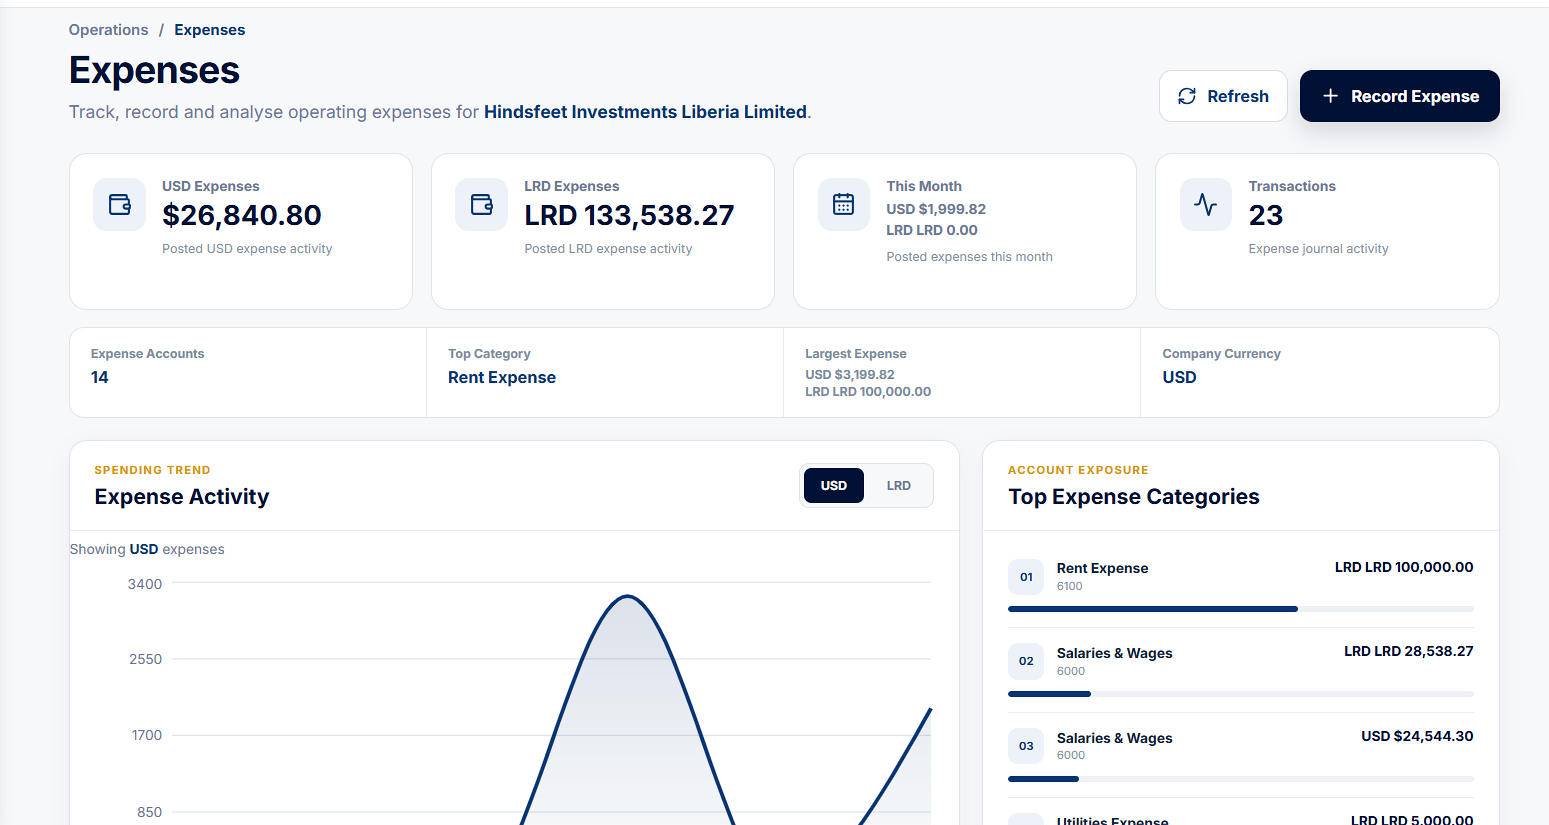 Operations / Expenses
Expenses
Track, record and analyse operating expenses for Hindsfeet Investments Liberia Limited.
Refresh
Record Expense
USD Expenses
$26,840.80
Posted USD expense activity
LRD Expenses
LRD 133,538.27
Posted LRD expense activity
This Month
USD $1,999.82
LRD LRD 0.00
Posted expenses this month
Transactions
23
Expense journal activity
Expense Accounts
14
Top Category
Rent Expense
Largest Expense
USD $3,199.82
LRD LRD 100,000.00
Company Currency
USD
SPENDING TREND
Expense Activity
USD LRD
Showing USD expenses
3400
2550
1700
850
ACCOUNT EXPOSURE
Top Expense Categories
01 Rent Expense LRD LRD 100,000.00
6100
02 Salaries & Wages LRD LRD 28,538.27
6000
03 Salaries & Wages USD $24,544.30
6000
Utilities Expense LRD LRD 5,000.00